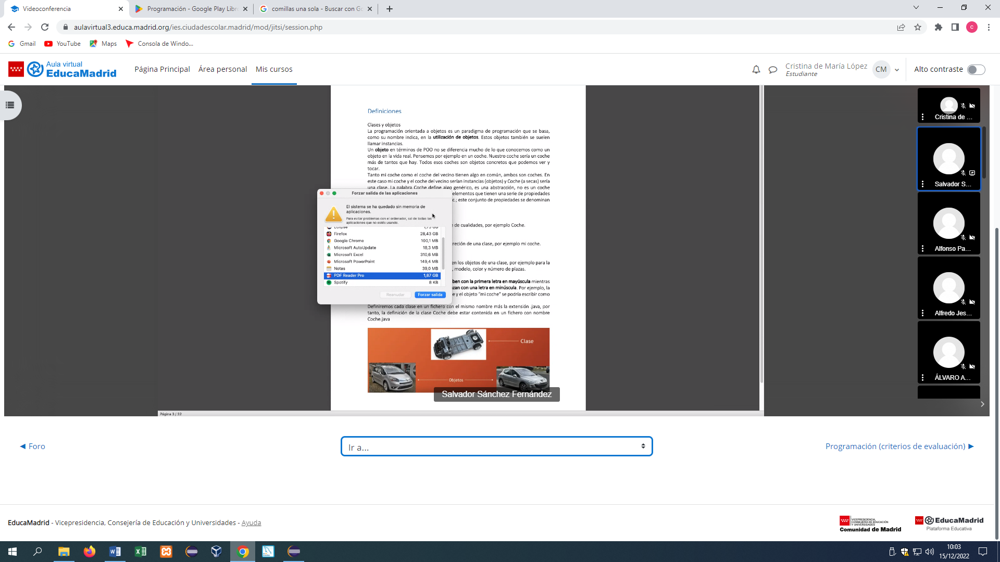 Videoconferencia
Programación - Google Play Libr
comillas una sola - Buscar con G
aulavirtual3.educa.madrid.org/ies.ciudadescolar.madrid/mod/jitsi/session.php
C
Gmail
YouTube
Maps
Consola de Windo...
Aula virtual
EducaMadrid
Página Principal
Área personal
Mis cursos
Cristina de María López
Estudiante
CM
Alto contraste
Definiciones
Clases y objetos
La programación orientada a objetos es un paradigma de programación que se basa,
como su nombre indica, en la utilización de objetos. Estos objetos también se suelen
llamar instancias.
Un objeto en términos de POO no se diferencia mucho de lo que conocemos como un
objeto en la vida real. Pensemos por ejemplo en un coche. Nuestro coche sería un coche
más de tantos que hay. Todos esos coches son objetos concretos que podemos ver y
tocar.
Tanto mi coche como el coche del vecino tienen algo en común, ambos son coches. En
este caso mi coche y el coche del vecino serían instancias (objetos) y Coche (a secas) sería
una clase. La palabra Coche define algo genérico, es una abstracción, no es un coche
elementos que tienen una serie de propiedades
c.; este conjunto de propiedades se denominan
e de cualidades, por ejemplo Coche.
reción de una clase, por ejemplo mi coche.
en los objetos de una clase, por ejemplo para la
, modelo, color y número de plazas.
ben con la primera letra en mayúscula mientras
zan con una letra en minúscula. Por ejemplo, la
e y el objeto “mi coche” se podría escribir como
Definiremos cada clase en un fichero con el mismo nombre más la extensión .java, por
tanto, la definición de la clase Coche debe estar contenida en un fichero con nombre
Coche.java
Forzar salida de las aplicaciones
El sistema se ha quedado sin memoria de
aplicaciones.
Para evitar problemas con el ordenador, sal de todas las
aplicaciones que no estés usando.
Eclipse 1,73 GB
Firefox 28,43 GB
Google Chrome 100,1 MB
Microsoft AutoUpdate 18,3 MB
Microsoft Excel 310,6 MB
Microsoft PowerPoint 149,4 MB
Notas 39,0 MB
PDF Reader Pro 1,87 GB
Spotify 8 KB
Reanudar
Forzar salida
Clase
Objetos
Salvador Sánchez Fernández
Página 3 / 32
Cristina de ...
Salvador S...
Alfonso Pa...
Alfredo Jes...
ÁLVARO A...
◄ Foro
Ir a...
Programación (criterios de evaluación) ►
EducaMadrid - Vicepresidencia, Consejería de Educación y Universidades - Ayuda
VICEPRESIDENCIA,
CONSEJERÍA DE EDUCACIÓN
Y UNIVERSIDADES
Comunidad de Madrid
EducaMadrid
Plataforma Educativa
10:03
15/12/2022